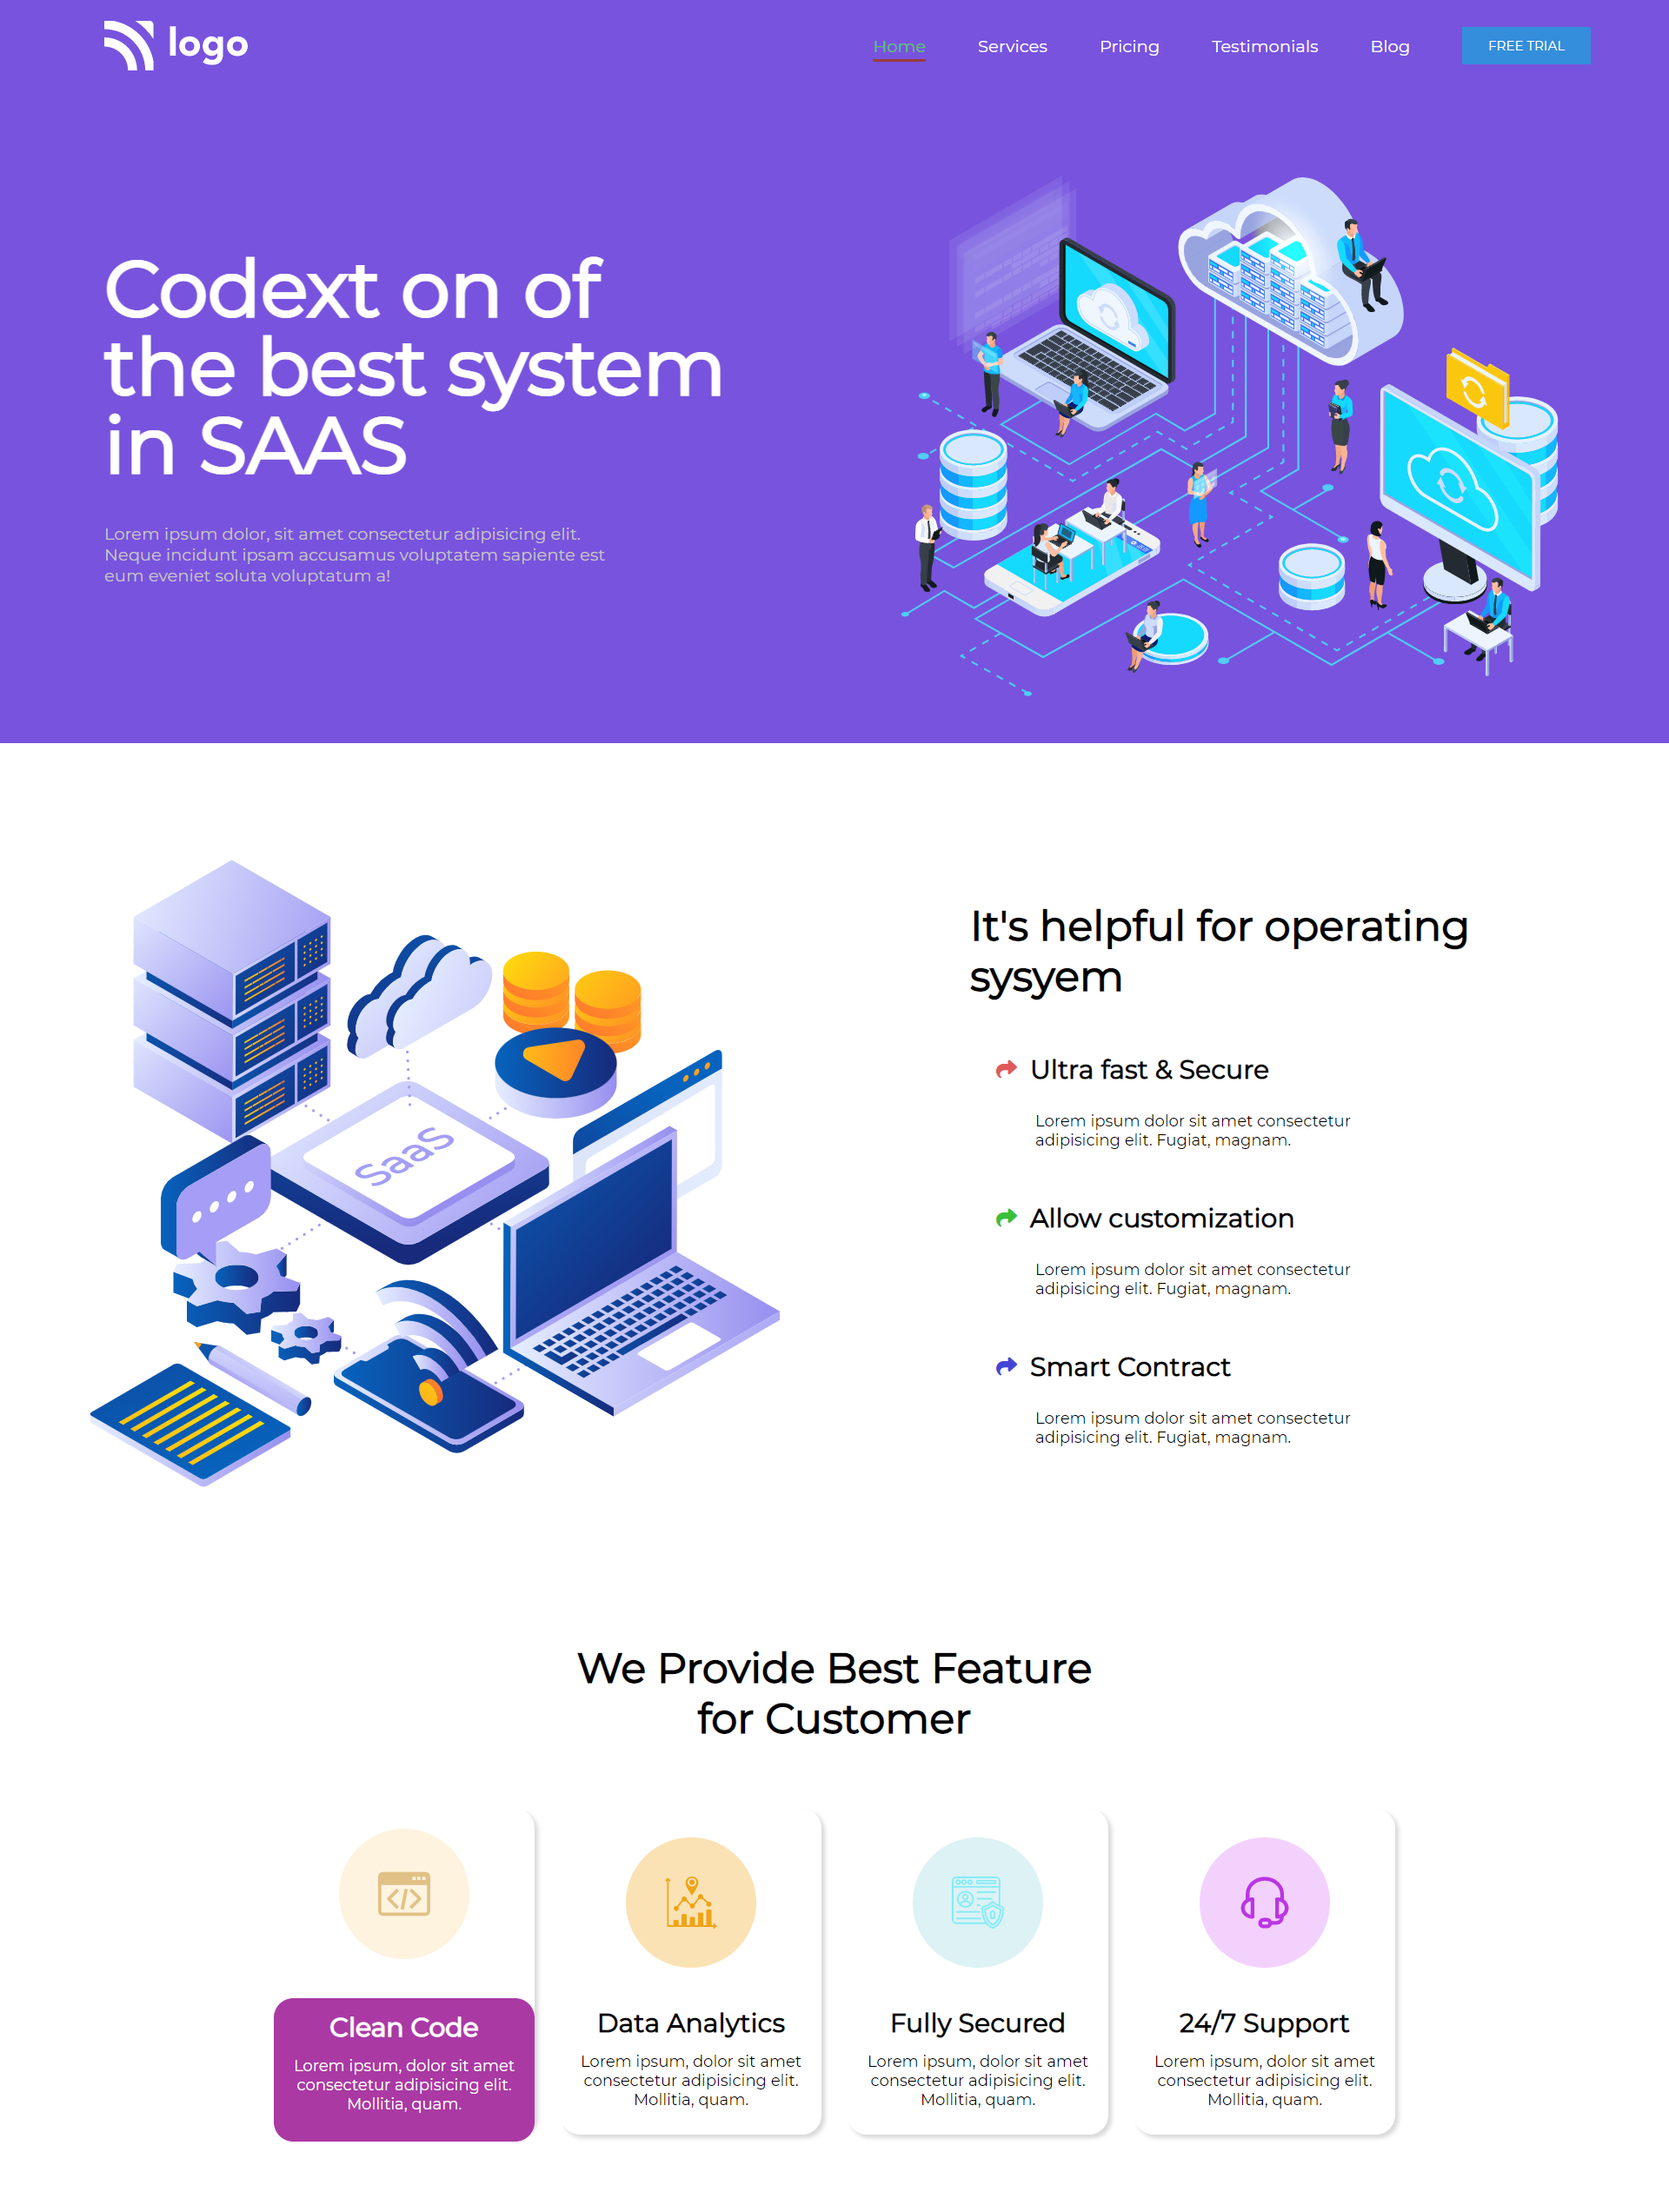 logo
Home
Services
Pricing
Testimonials
Blog
FREE TRIAL
Codext on of
the best system
in SAAS
Lorem ipsum dolor, sit amet consectetur adipisicing elit.
Neque incidunt ipsam accusamus voluptatem sapiente est
eum eveniet soluta voluptatum a!
SaaS
It's helpful for operating
sysyem
Ultra fast & Secure
Lorem ipsum dolor sit amet consectetur
adipisicing elit. Fugiat, magnam.
Allow customization
Lorem ipsum dolor sit amet consectetur
adipisicing elit. Fugiat, magnam.
Smart Contract
Lorem ipsum dolor sit amet consectetur
adipisicing elit. Fugiat, magnam.
We Provide Best Feature
for Customer
Clean Code
Lorem ipsum, dolor sit amet
consectetur adipisicing elit.
Mollitia, quam.
Data Analytics
Lorem ipsum, dolor sit amet
consectetur adipisicing elit.
Mollitia, quam.
Fully Secured
Lorem ipsum, dolor sit amet
consectetur adipisicing elit.
Mollitia, quam.
24/7 Support
Lorem ipsum, dolor sit amet
consectetur adipisicing elit.
Mollitia, quam.